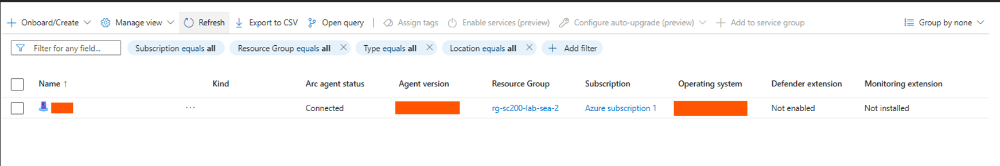 Onboard/Create Manage view Refresh Export to CSV Open query Assign tags Enable services (preview) Configure auto-upgrade (preview) Add to service group Group by none
Filter for any field... Subscription equals all Resource Group equals all Type equals all Location equals all Add filter
Name ↑ Kind Arc agent status Agent version Resource Group Subscription Operating system Defender extension Monitoring extension
... Connected rg-sc200-lab-sea-2 Azure subscription 1 Not enabled Not installed